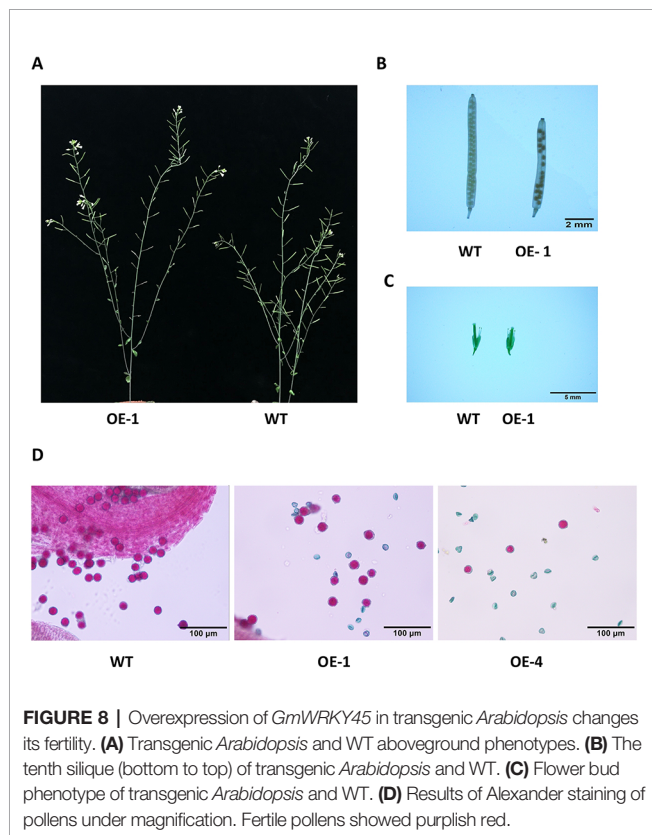 A
B
2 mm
WT OE- 1
C
5 mm
OE-1 WT
WT OE-1
D
100 µm
100 µm
100 µm
WT OE-1 OE-4
FIGURE 8 | Overexpression of GmWRKY45 in transgenic Arabidopsis changes
its fertility. (A) Transgenic Arabidopsis and WT aboveground phenotypes. (B) The
tenth silique (bottom to top) of transgenic Arabidopsis and WT. (C) Flower bud
phenotype of transgenic Arabidopsis and WT. (D) Results of Alexander staining of
pollens under magnification. Fertile pollens showed purplish red.